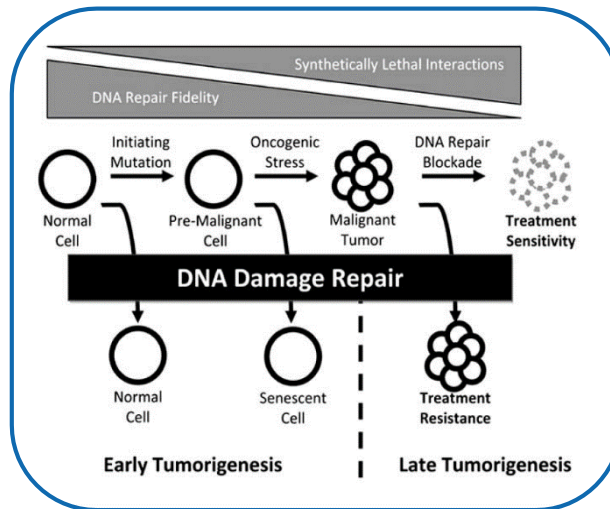 Synthetically Lethal Interactions
DNA Repair Fidelity
Initiating
Mutation
Oncogenic
Stress
DNA Repair
Blockade
Normal
Cell
Pre-Malignant
Cell
Malignant
Tumor
Treatment
Sensitivity
DNA Damage Repair
Normal
Cell
Senescent
Cell
Treatment
Resistance
Early Tumorigenesis
Late Tumorigenesis